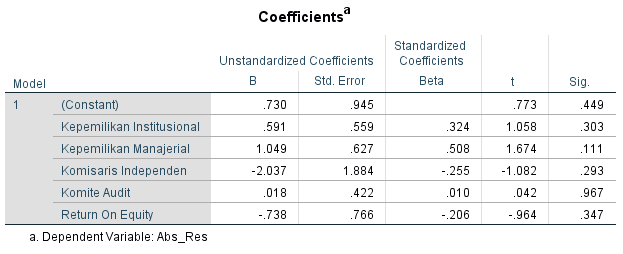 Coefficientsᵃ
Model Unstandardized Coefficients Standardized Coefficients t Sig.
B Std. Error Beta
1 (Constant) .730 .945 .773 .449
Kepemilikan Institusional .591 .559 .324 1.058 .303
Kepemilikan Manajerial 1.049 .627 .508 1.674 .111
Komisaris Independen -2.037 1.884 -.255 -1.082 .293
Komite Audit .018 .422 .010 .042 .967
Return On Equity -.738 .766 -.206 -.964 .347
a. Dependent Variable: Abs_Res